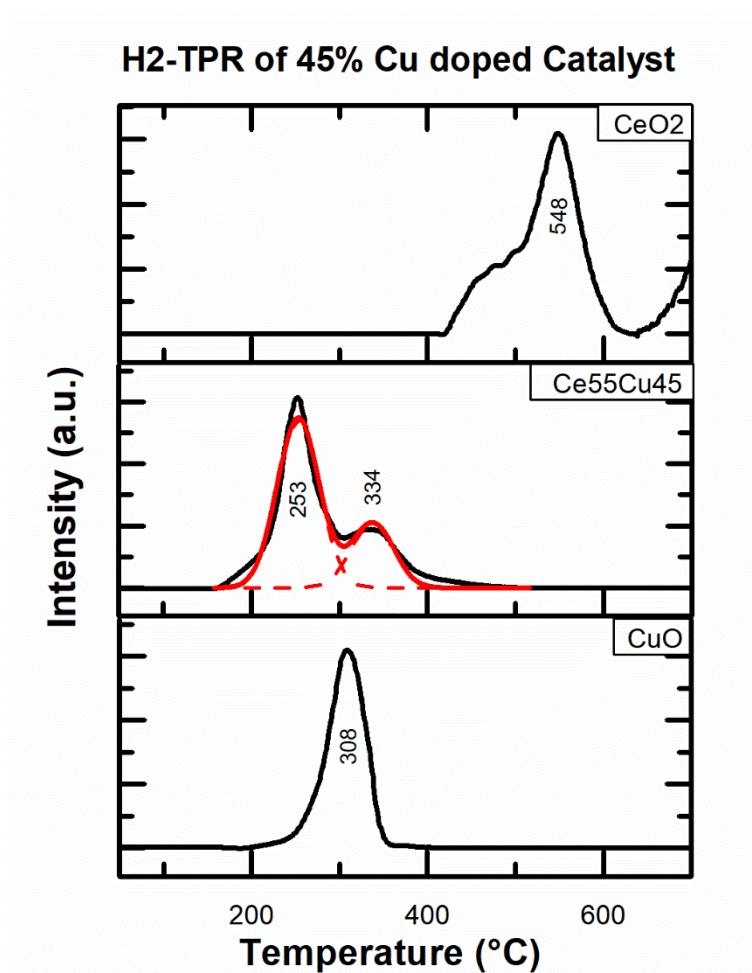 H2-TPR of 45% Cu doped Catalyst
CeO2
548
Ce55Cu45
253
334
CuO
308
Intensity (a.u.)
200 400 600
Temperature (°C)